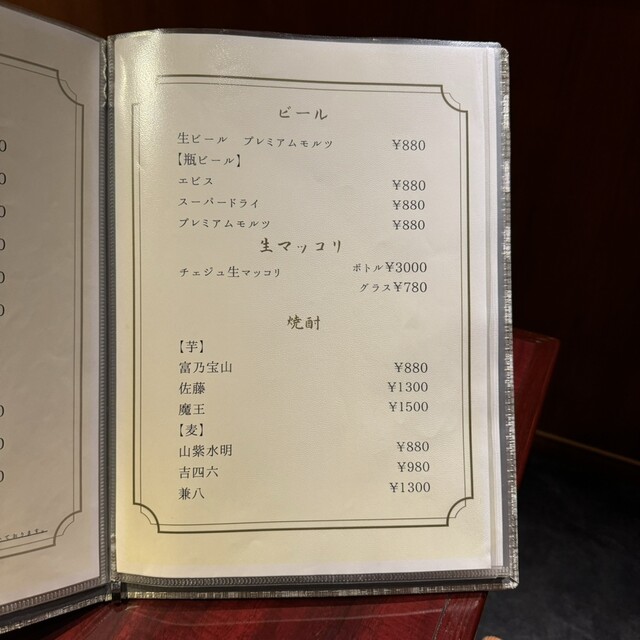 ビール
生ビール プレミアムモルツ ¥880
【瓶ビール】
エビス ¥880
スーパードライ ¥880
プレミアムモルツ ¥880
生マッコリ
チェジュ生マッコリ ボトル¥3000
グラス¥780
焼酎
【芋】
富乃宝山 ¥880
佐藤 ¥1300
魔王 ¥1500
【麦】
山紫水明 ¥880
吉四六 ¥980
兼八 ¥1300